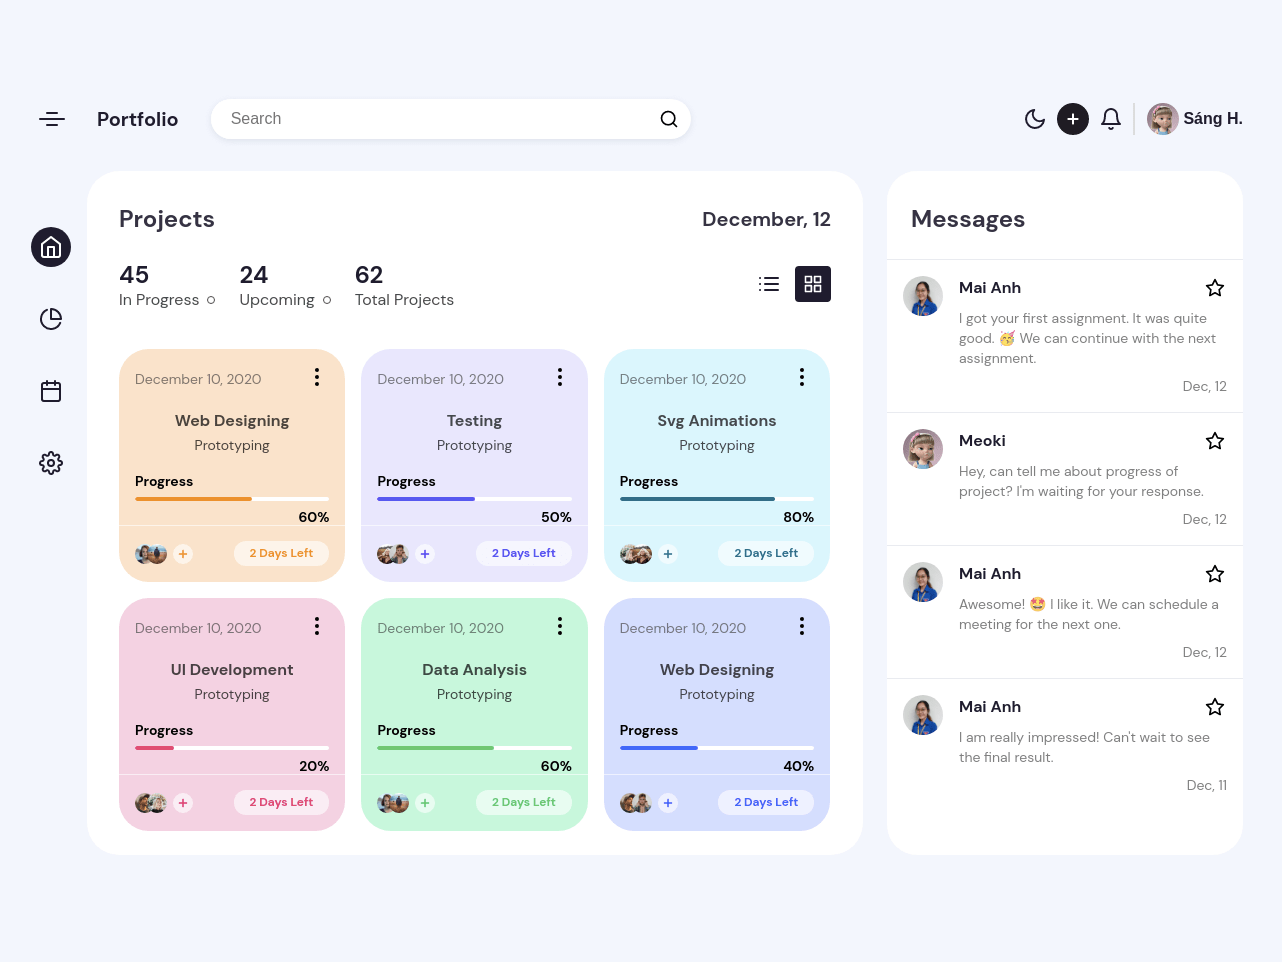 Portfolio
Search
Sáng H.
Projects
December, 12
45
In Progress
24
Upcoming
62
Total Projects
December 10, 2020
Web Designing
Prototyping
Progress
60%
2 Days Left
December 10, 2020
Testing
Prototyping
Progress
50%
2 Days Left
December 10, 2020
Svg Animations
Prototyping
Progress
80%
2 Days Left
December 10, 2020
UI Development
Prototyping
Progress
20%
2 Days Left
December 10, 2020
Data Analysis
Prototyping
Progress
60%
2 Days Left
December 10, 2020
Web Designing
Prototyping
Progress
40%
2 Days Left
Messages
Mai Anh
I got your first assignment. It was quite
good. 🥳 We can continue with the next
assignment.
Dec, 12
Meoki
Hey, can tell me about progress of
project? I'm waiting for your response.
Dec, 12
Mai Anh
Awesome! 🤩 I like it. We can schedule a
meeting for the next one.
Dec, 12
Mai Anh
I am really impressed! Can't wait to see
the final result.
Dec, 11